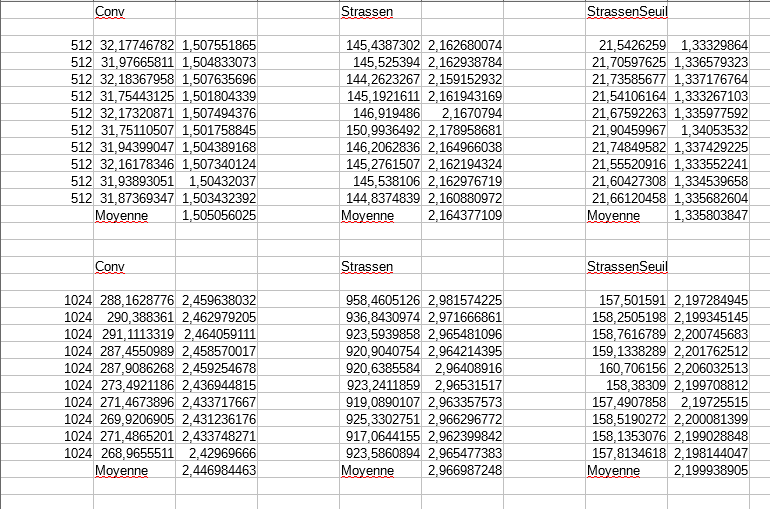 Conv Strassen StrassenSeuil
512 32,17746782 1,507551865 145,4387302 2,162680074 21,5426259 1,33329864
512 31,97665811 1,504833073 145,525394 2,162938784 21,70597625 1,336579323
512 32,18367958 1,507635696 144,2623267 2,159152932 21,73585677 1,337176764
512 31,75443125 1,501804339 145,1921611 2,161943169 21,54106164 1,333267103
512 32,17320871 1,507494376 146,919486 2,1670794 21,67592263 1,335977592
512 31,75110507 1,501758845 150,9936492 2,178958681 21,90459967 1,34053532
512 31,94399047 1,504389168 146,2062836 2,164966038 21,74849582 1,337429225
512 32,16178346 1,507340124 145,2761507 2,162194324 21,55520916 1,333552241
512 31,93893051 1,50432037 145,538106 2,162976719 21,60427308 1,334539658
512 31,87369347 1,503432392 144,8374839 2,160880972 21,66120458 1,335682604
Moyenne 1,505056025 Moyenne 2,164377109 Moyenne 1,335803847
Conv Strassen StrassenSeuil
1024 288,1628776 2,459638032 958,4605126 2,981574225 157,501591 2,197284945
1024 290,388361 2,462979205 936,8430974 2,971666861 158,2505198 2,199345145
1024 291,1113319 2,464059111 923,5939858 2,965481096 158,7616789 2,200745683
1024 287,4550989 2,458570017 920,9040754 2,964214395 159,1338289 2,201762512
1024 287,9086268 2,459254678 920,6385584 2,96408916 160,706156 2,206032513
1024 273,4921186 2,436944815 923,2411859 2,96531517 158,38309 2,199708812
1024 271,4673896 2,433717667 919,0890107 2,963357573 157,4907858 2,19725515
1024 269,9206905 2,431236176 925,3302751 2,966296772 158,5190272 2,200081399
1024 271,4865201 2,433748271 917,0644155 2,962399842 158,1353076 2,199028848
1024 268,9655511 2,42969666 923,5860894 2,965477383 157,8134618 2,198144047
Moyenne 2,446984463 Moyenne 2,966987248 Moyenne 2,199938905